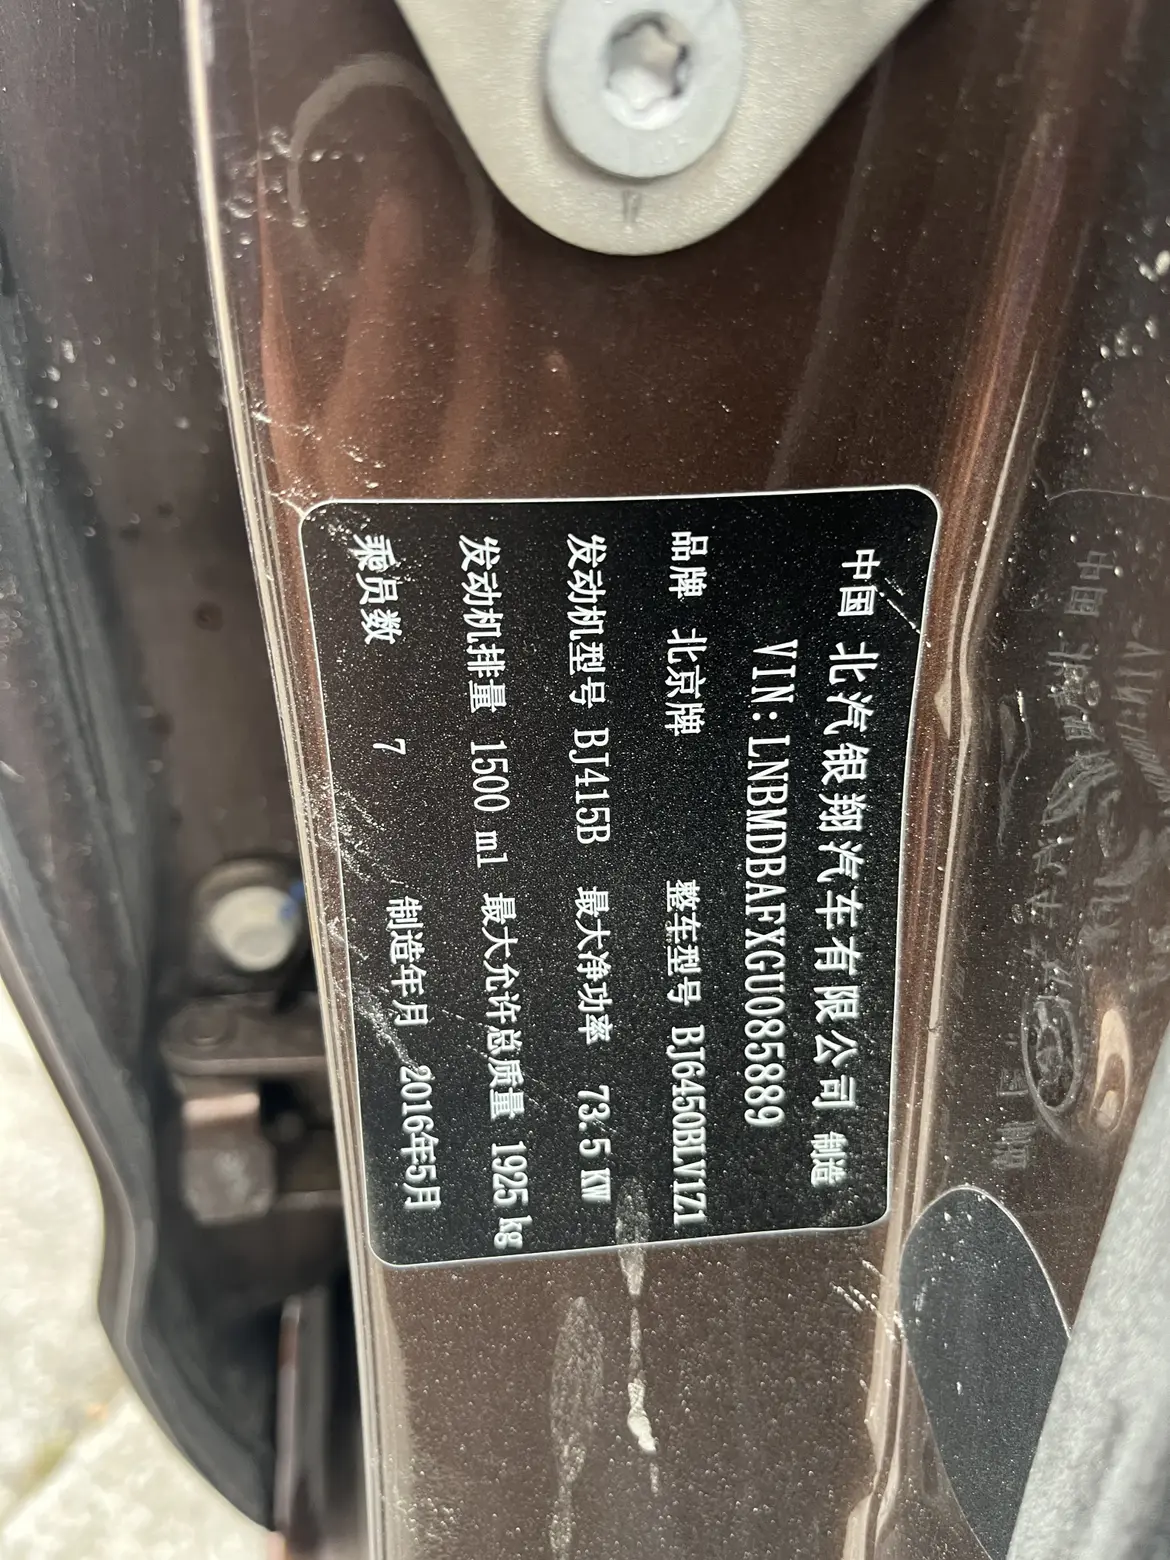 中国 北汽银翔汽车有限公司 制造
VIN: LNBMDBAFXGU085889
品牌 北京牌 整车型号 BJ6450BLV1Z1
发动机型号 BJ415B 最大净功率 73.5 KW
发动机排量 1500 ml 最大允许总质量 1925 kg
乘员数 7 制造年月 2016年5月